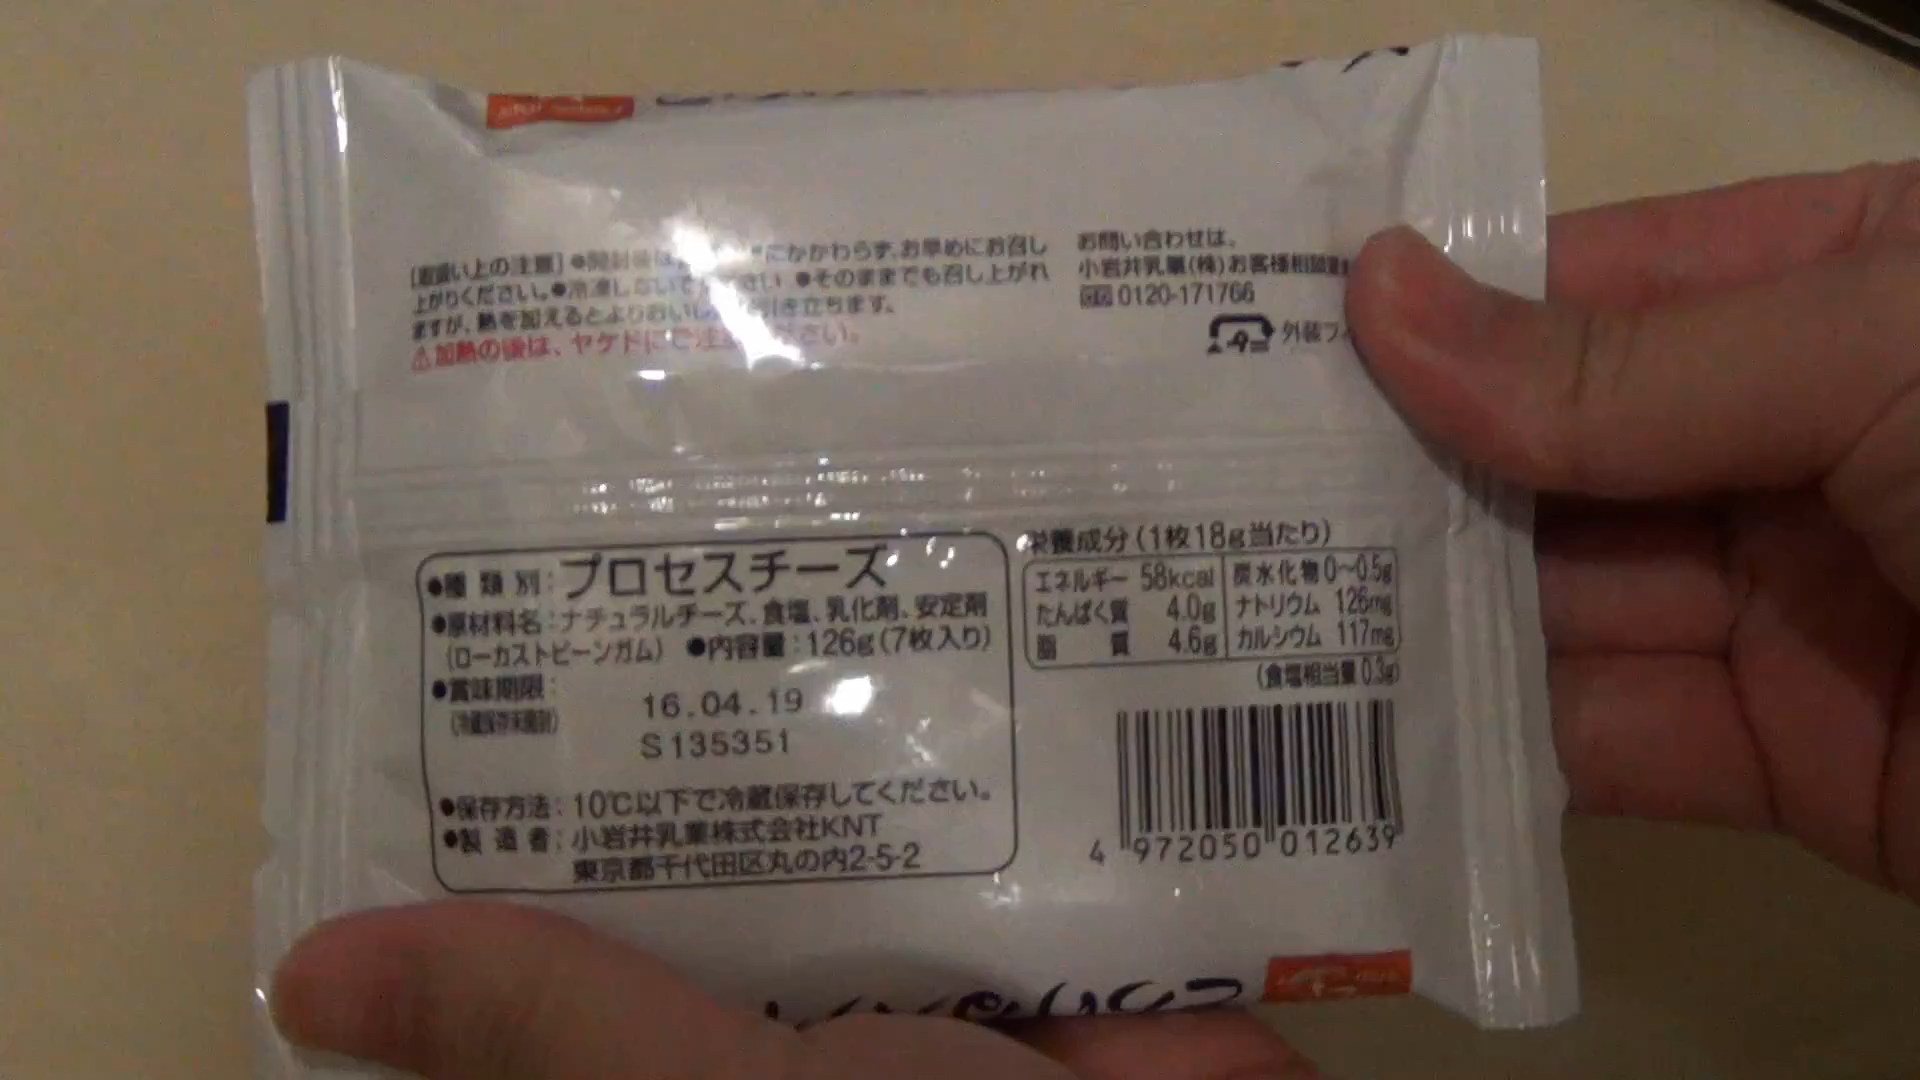 [取扱い上の注意] ●開封後は にかかわらず、お早めにお召し
上がりください。●冷凍しないで さい ●そのままでも召し上がれ
ますが、熱を加えるとよりおいし 引き立ちます。
⚠加熱の後は、ヤケドにご注 ださい。
お問い合わせは、
小岩井乳業(株)お客様相談
0120-171766
外装フ
●種類別:プロセスチーズ
●原材料名:ナチュラルチーズ、食塩、乳化剤、安定剤
(ローカストビーンガム) ●内容量:126g(7枚入り)
●賞味期限:
(冷蔵保存未開封)
16.04.19
S135351
●保存方法:10℃以下で冷蔵保存してください。
●製造者:小岩井乳業株式会社KNT
東京都千代田区丸の内2-5-2
栄養成分(1枚18g当たり)
エネルギー 58kcal 炭水化物 0~0.5g
たんぱく質 4.0g ナトリウム 126mg
脂質 4.6g カルシウム 117mg
(食塩相当量 0.3g)
4 972050 012639